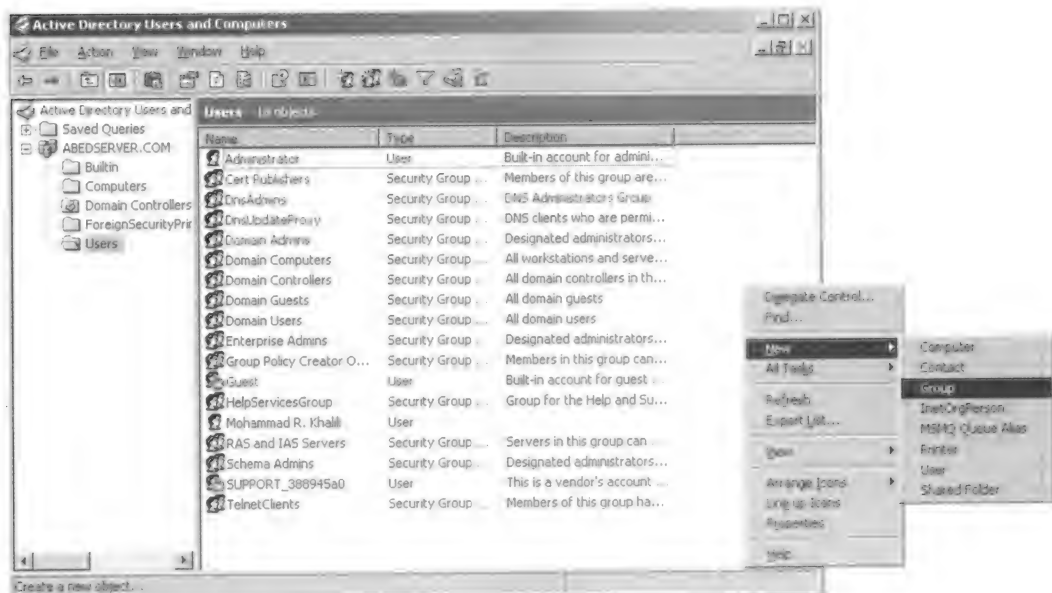 Active Directory Users and Computers
File Action View Window Help
Active Directory Users and
Saved Queries
ABEDSERVER.COM
Builtin
Computers
Domain Controllers
ForeignSecurityPrir
Users
Users 18 objects
Name Type Description
Administrator User Built-in account for admini...
Cert Publishers Security Group ... Members of this group are...
DnsAdmins Security Group ... DNS Administrators Group
DnsUpdateProxy Security Group ... DNS clients who are permi...
Domain Admins Security Group ... Designated administrators...
Domain Computers Security Group ... All workstations and serve...
Domain Controllers Security Group ... All domain controllers in th...
Domain Guests Security Group ... All domain guests
Domain Users Security Group ... All domain users
Enterprise Admins Security Group ... Designated administrators...
Group Policy Creator O... Security Group ... Members in this group can...
Guest User Built-in account for guest ...
HelpServicesGroup Security Group ... Group for the Help and Su...
Mohammad R. Khalili User
RAS and IAS Servers Security Group ... Servers in this group can ...
Schema Admins Security Group ... Designated administrators...
SUPPORT_388945a0 User This is a vendor's account ...
TelnetClients Security Group ... Members of this group ha...
Create a new object...
Delegate Control...
Find...
New
All Tasks
Refresh
Export List...
View
Arrange Icons
Line up Icons
Properties
Help
Computer
Contact
Group
InetOrgPerson
MSMQ Queue Alias
Printer
User
Shared Folder